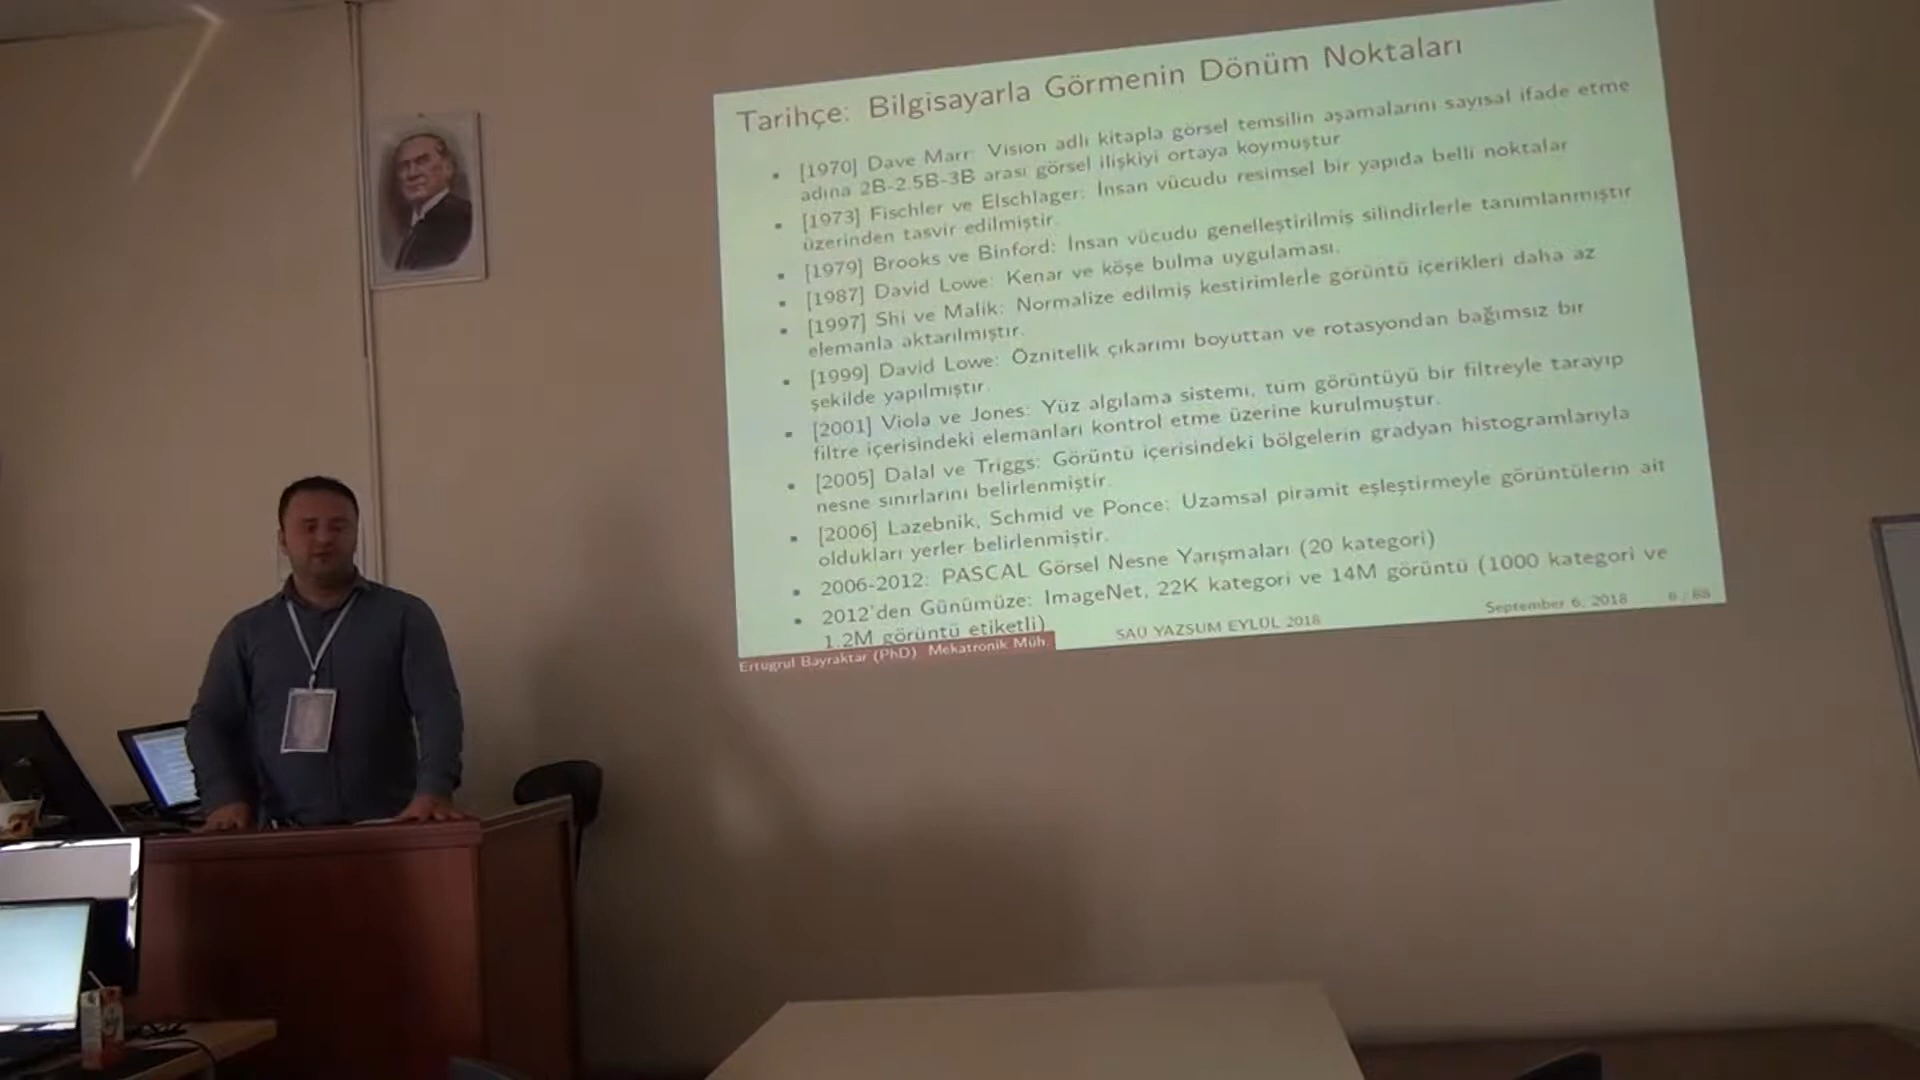 Tarihçe: Bilgisayarla Görmenin Dönüm Noktaları
[1970] Dave Marr: Vision adlı kitapla görsel temsilin aşamalarını sayısal ifade etme
adına 2B-2.5B-3B arası görsel ilişkiyi ortaya koymuştur
[1973] Fischler ve Elschlager: İnsan vücudu resimsel bir yapıda belli noktalar
üzerinden tasvir edilmiştir.
[1979] Brooks ve Binford: İnsan vücudu genelleştirilmiş silindirlerle tanımlanmıştır
[1987] David Lowe: Kenar ve köşe bulma uygulaması.
[1997] Shi ve Malik: Normalize edilmiş kestirimlerle görüntü içerikleri daha az
elemanla aktarılmıştır.
[1999] David Lowe: Öznitelik çıkarımı boyuttan ve rotasyondan bağımsız bir
şekilde yapılmıştır.
[2001] Viola ve Jones: Yüz algılama sistemi, tüm görüntüyü bir filtreyle tarayıp
filtre içerisindeki elemanları kontrol etme üzerine kurulmuştur.
[2005] Dalal ve Triggs: Görüntü içerisindeki bölgelerin gradyan histogramlarıyla
nesne sınırlarını belirlenmiştir.
[2006] Lazebnik, Schmid ve Ponce: Uzamsal piramit eşleştirmeyle görüntülerin ait
oldukları yerler belirlenmiştir.
2006-2012: PASCAL Görsel Nesne Yarışmaları (20 kategori)
2012'den Günümüze: ImageNet, 22K kategori ve 14M görüntü (1000 kategori ve
1.2M görüntü etiketli)
Ertugrul Bayraktar (PhD) Mekatronik Müh.
SAÜ YAZSUM EYLÜL 2018
September 6, 2018